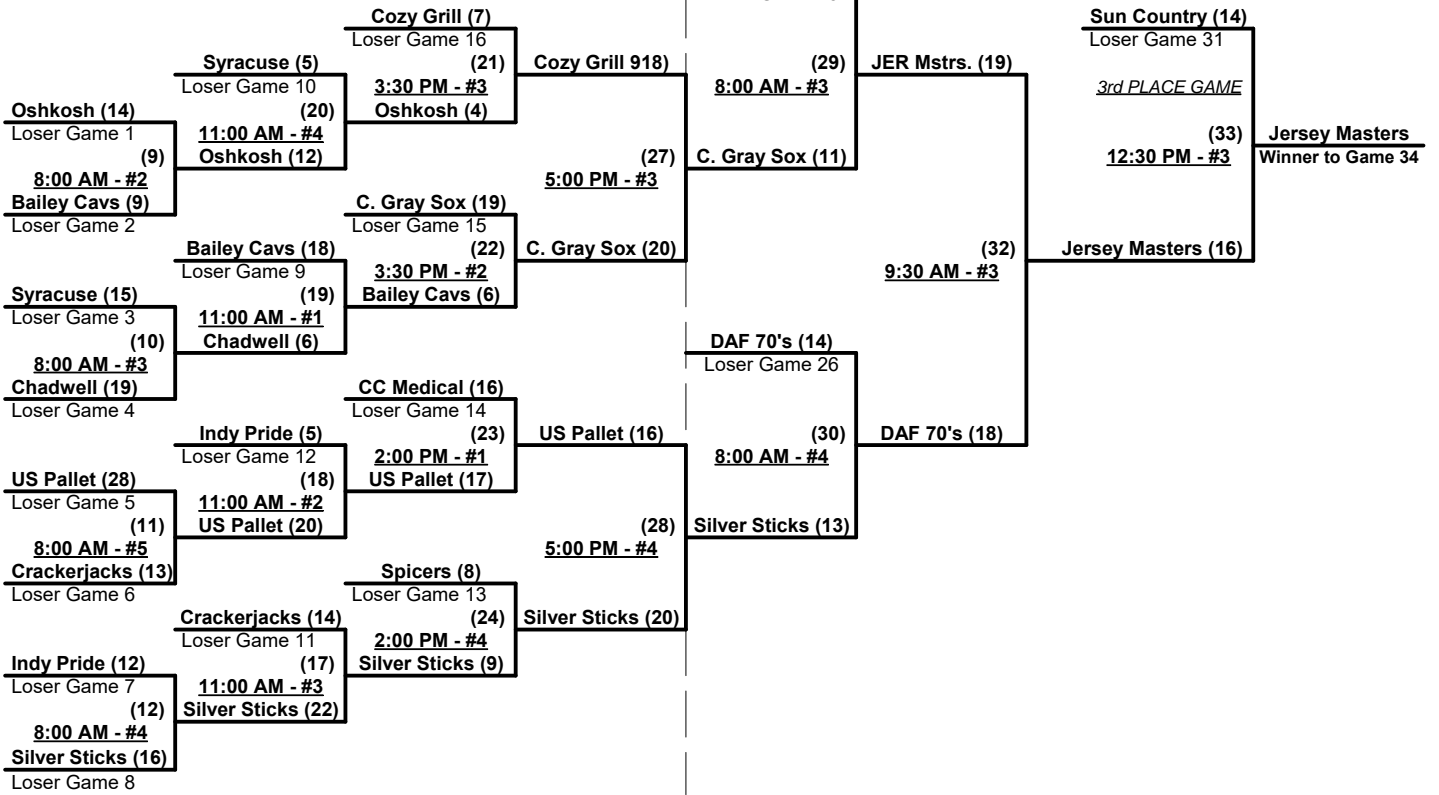 Cozy Grill (7)
Loser Game 16
(21)
3:30 PM - #3
Oshkosh (4)
Syracuse (5)
Loser Game 10
(20)
11:00 AM - #4
Oshkosh (12)
Oshkosh (14)
Loser Game 1
(9)
8:00 AM - #2
Bailey Cavs (9)
Loser Game 2
Cozy Grill 918)
(27)
5:00 PM - #3
C. Gray Sox (20)
C. Gray Sox (19)
Loser Game 15
(22)
3:30 PM - #2
Bailey Cavs (6)
Bailey Cavs (18)
Loser Game 9
(19)
11:00 AM - #1
Chadwell (6)
Syracuse (15)
Loser Game 3
(10)
8:00 AM - #3
Chadwell (19)
Loser Game 4
CC Medical (16)
Loser Game 14
(23)
2:00 PM - #1
US Pallet (17)
Indy Pride (5)
Loser Game 12
(18)
11:00 AM - #2
US Pallet (20)
US Pallet (28)
Loser Game 5
(11)
8:00 AM - #5
Crackerjacks (13)
Loser Game 6
US Pallet (16)
(28)
5:00 PM - #4
Silver Sticks (20)
Spicers (8)
Loser Game 13
(24)
2:00 PM - #4
Silver Sticks (9)
Crackerjacks (14)
Loser Game 11
(17)
11:00 AM - #3
Silver Sticks (22)
Indy Pride (12)
Loser Game 7
(12)
8:00 AM - #4
Silver Sticks (16)
Loser Game 8
(29)
8:00 AM - #3
C. Gray Sox (11)
DAF 70's (14)
Loser Game 26
(30)
8:00 AM - #4
Silver Sticks (13)
JER Mstrs. (19)
(32)
9:30 AM - #3
DAF 70's (18)
Sun Country (14)
Loser Game 31
3rd PLACE GAME
(33)
12:30 PM - #3
Jersey Masters (16)
Jersey Masters
Winner to Game 34